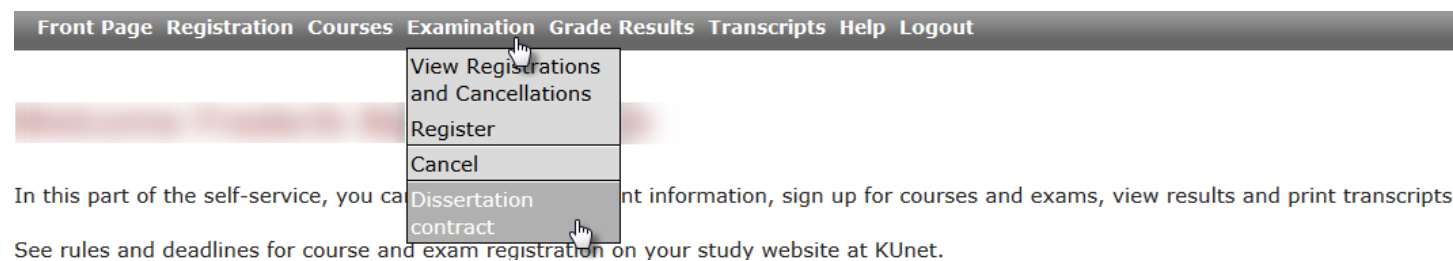 Front Page Registration Courses Examination Grade Results Transcripts Help Logout
View Registrations
and Cancellations
Register
Cancel
Dissertation
contract
In this part of the self-service, you ca nt information, sign up for courses and exams, view results and print transcripts
See rules and deadlines for course and exam registration on your study website at KUnet.